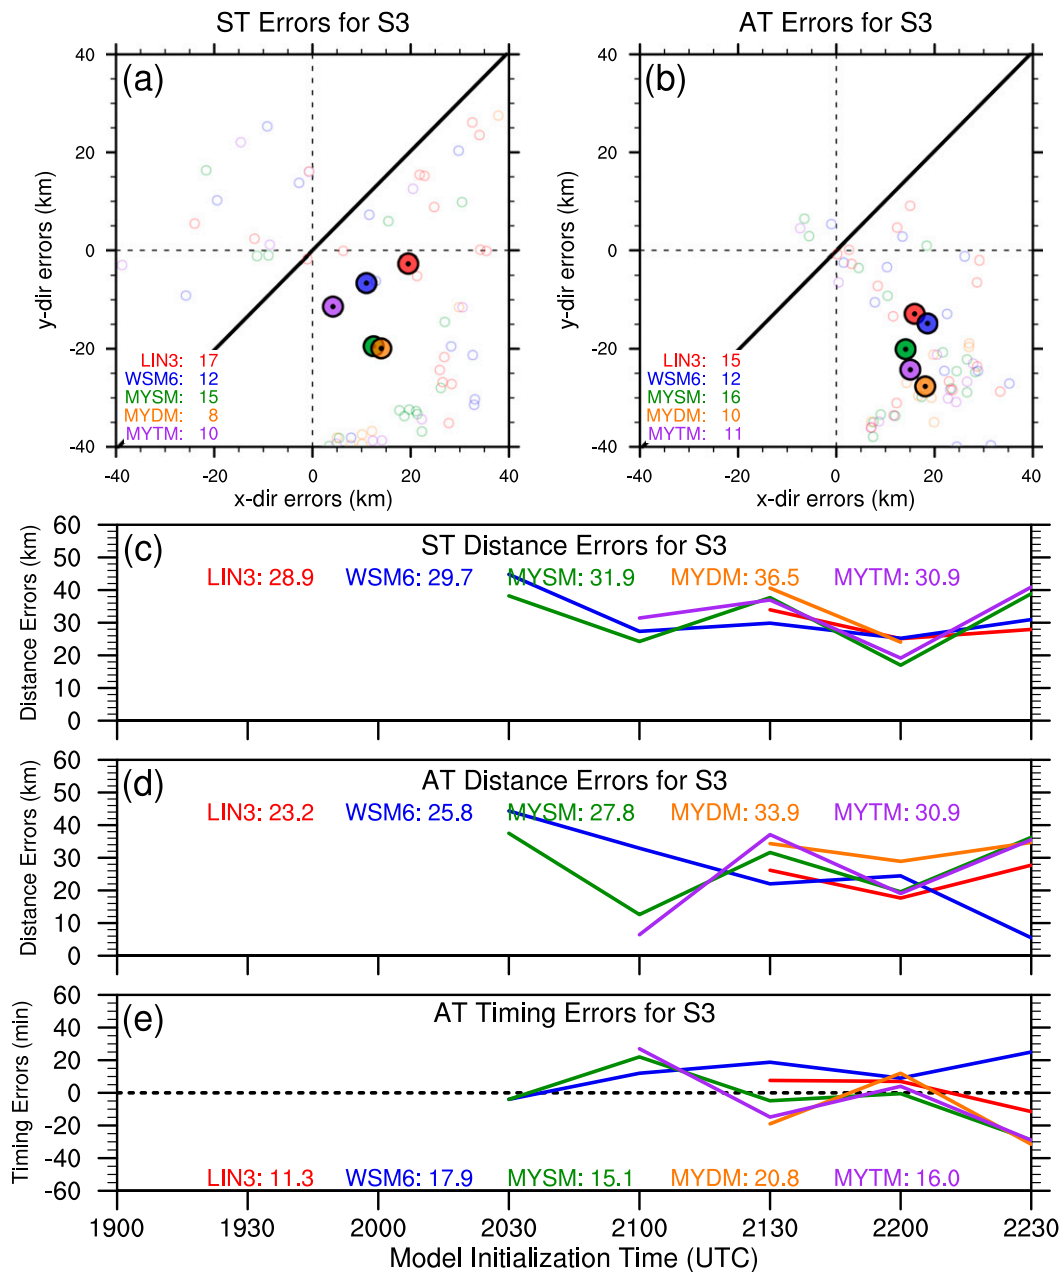 ST Errors for S3
AT Errors for S3
(a)
(b)
40
20
0
-20
-40
y-dir errors (km)
LIN3: 17
WSM6: 12
MYSM: 15
MYDM: 8
MYTM: 10
-40 -20 0 20 40
x-dir errors (km)
40
20
0
-20
-40
y-dir errors (km)
LIN3: 15
WSM6: 12
MYSM: 16
MYDM: 10
MYTM: 11
-40 -20 0 20 40
x-dir errors (km)
(c)
ST Distance Errors for S3
LIN3: 28.9 WSM6: 29.7 MYSM: 31.9 MYDM: 36.5 MYTM: 30.9
60
50
40
30
20
10
0
Distance Errors (km)
(d)
AT Distance Errors for S3
LIN3: 23.2 WSM6: 25.8 MYSM: 27.8 MYDM: 33.9 MYTM: 30.9
60
50
40
30
20
10
0
Distance Errors (km)
(e)
AT Timing Errors for S3
60
40
20
0
-20
-40
-60
Timing Errors (min)
LIN3: 11.3 WSM6: 17.9 MYSM: 15.1 MYDM: 20.8 MYTM: 16.0
1900 1930 2000 2030 2100 2130 2200 2230
Model Initialization Time (UTC)